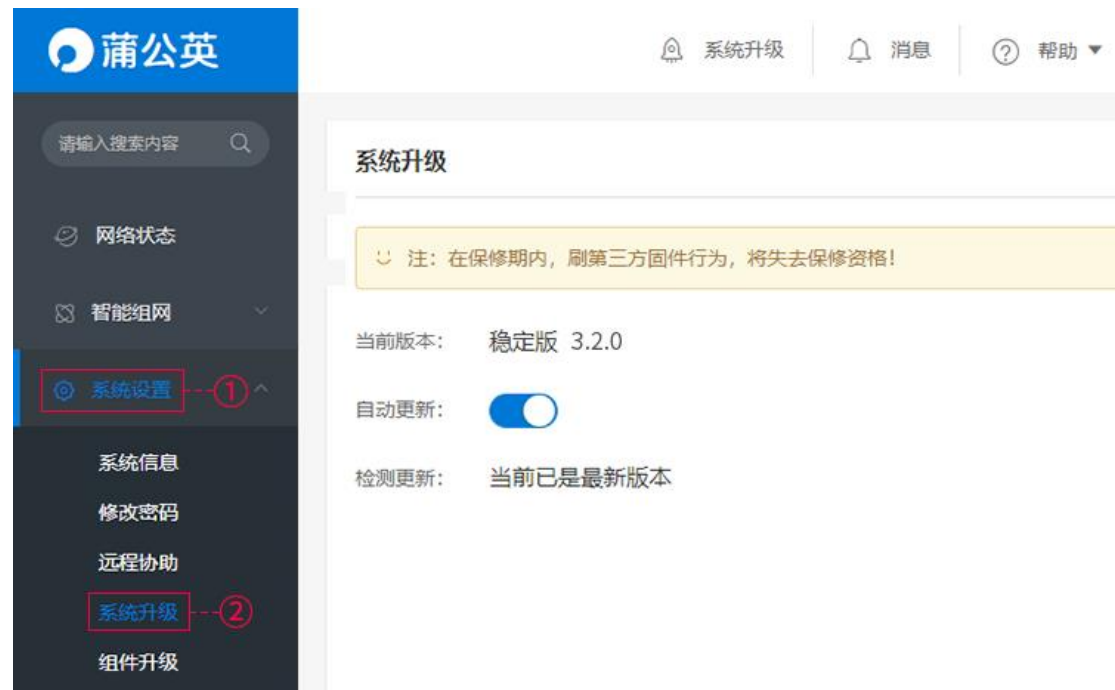 蒲公英
系统升级
消息
帮助
请输入搜索内容
网络状态
智能组网
系统设置
①
系统信息
修改密码
远程协助
系统升级
②
组件升级
系统升级
注：在保修期内，刷第三方固件行为，将失去保修资格！
当前版本： 稳定版 3.2.0
自动更新：
检测更新： 当前已是最新版本